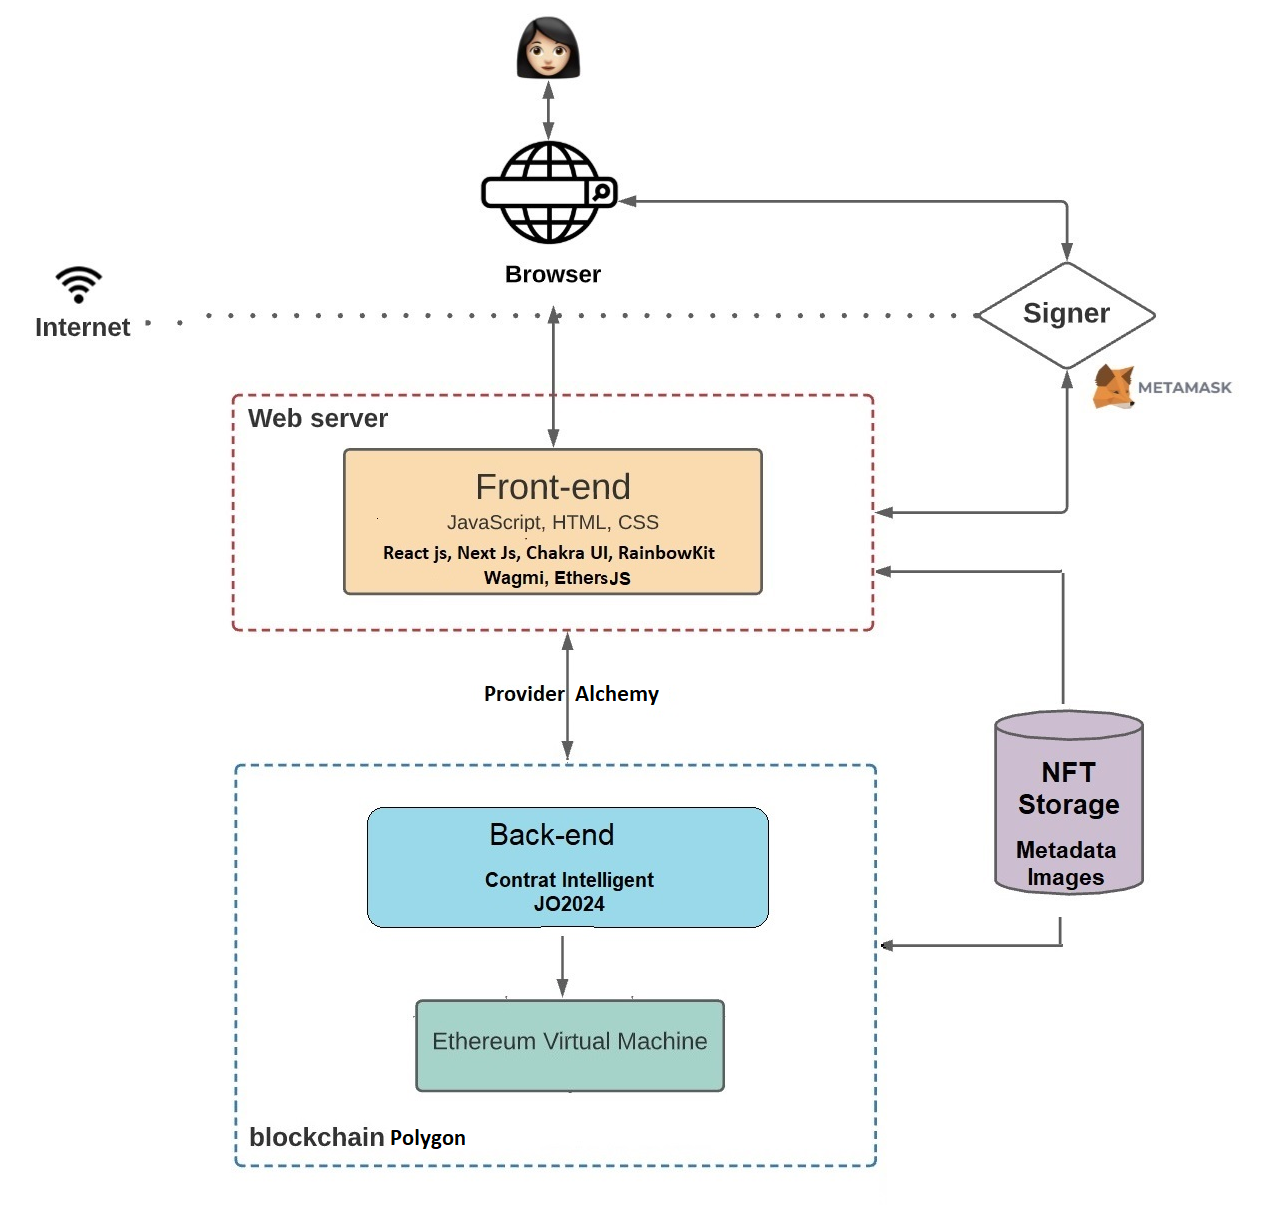 Browser
Internet
Signer
METAMASK
Web server
Front-end
JavaScript, HTML, CSS
React js, Next Js, Chakra UI, RainbowKit
Wagmi, EthersJS
Provider Alchemy
NFT
Storage
Metadata
Images
Back-end
Contrat Intelligent
JO2024
Ethereum Virtual Machine
blockchain Polygon